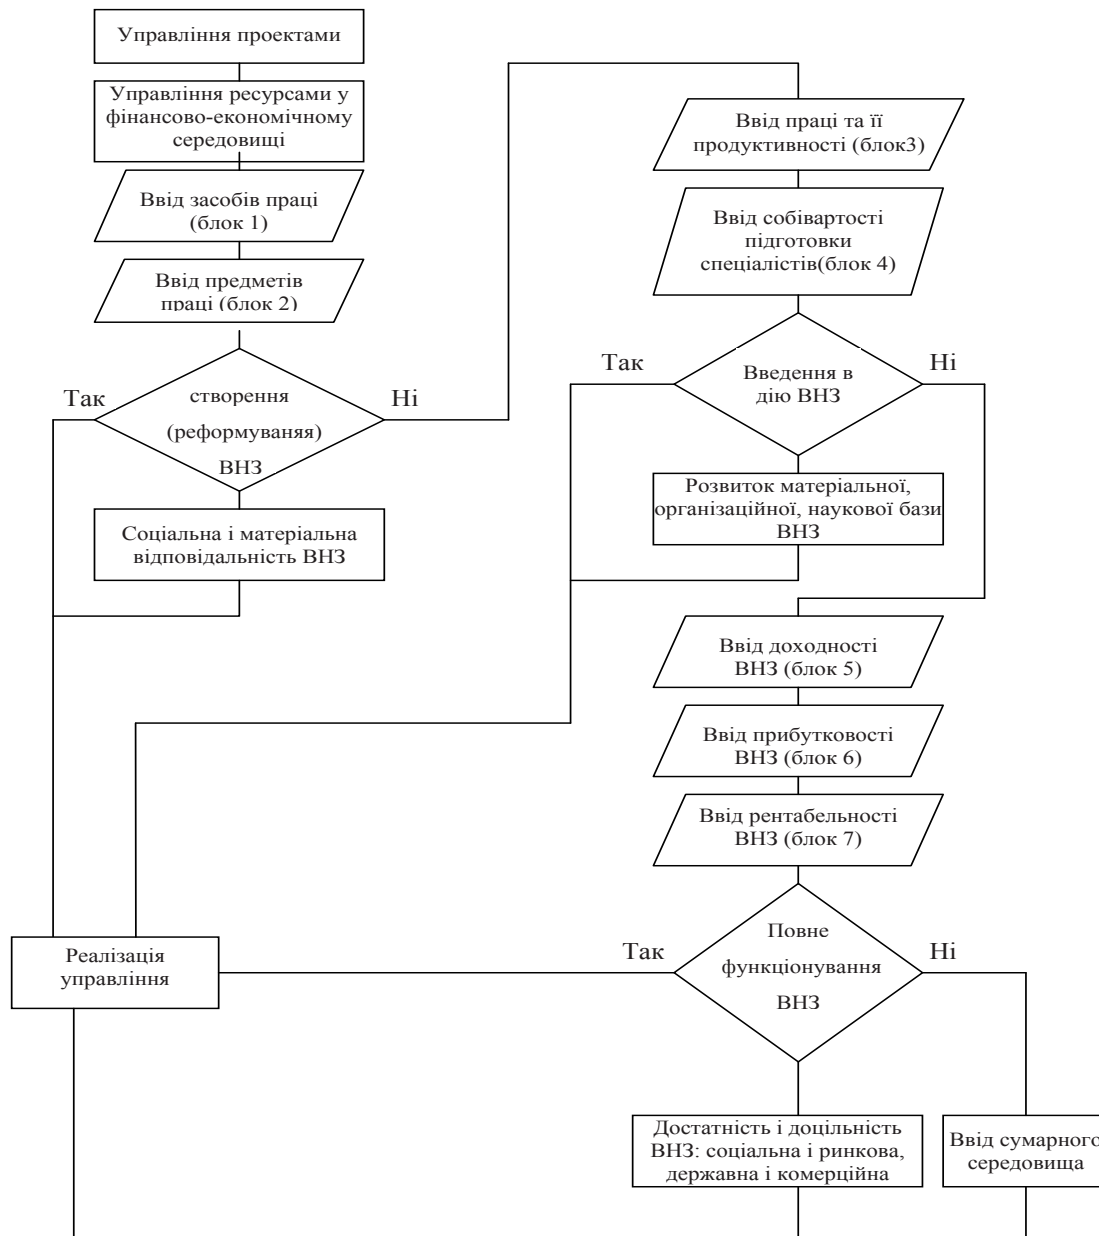 Управління проектами
Управління ресурсами у
фінансово-економічному
середовищі
Ввід засобів праці
(блок 1)
Ввід предметів
праці (блок 2)
Так
Ні
створення
(реформуваняя)
ВНЗ
Соціальна і матеріальна
відповідальність ВНЗ
Ввід праці та її
продуктивності (блок3)
Ввід собівартості
підготовки
спеціалістів(блок 4)
Так
Ні
Введення в
дію ВНЗ
Розвиток матеріальної,
організаційної, наукової бази
ВНЗ
Ввід доходності
ВНЗ (блок 5)
Ввід прибутковості
ВНЗ (блок 6)
Ввід рентабельності
ВНЗ (блок 7)
Реалізація
управління
Так
Ні
Повне
функціонування
ВНЗ
Достатність і доцільність
ВНЗ: соціальна і ринкова,
державна і комерційна
Ввід сумарного
середовища